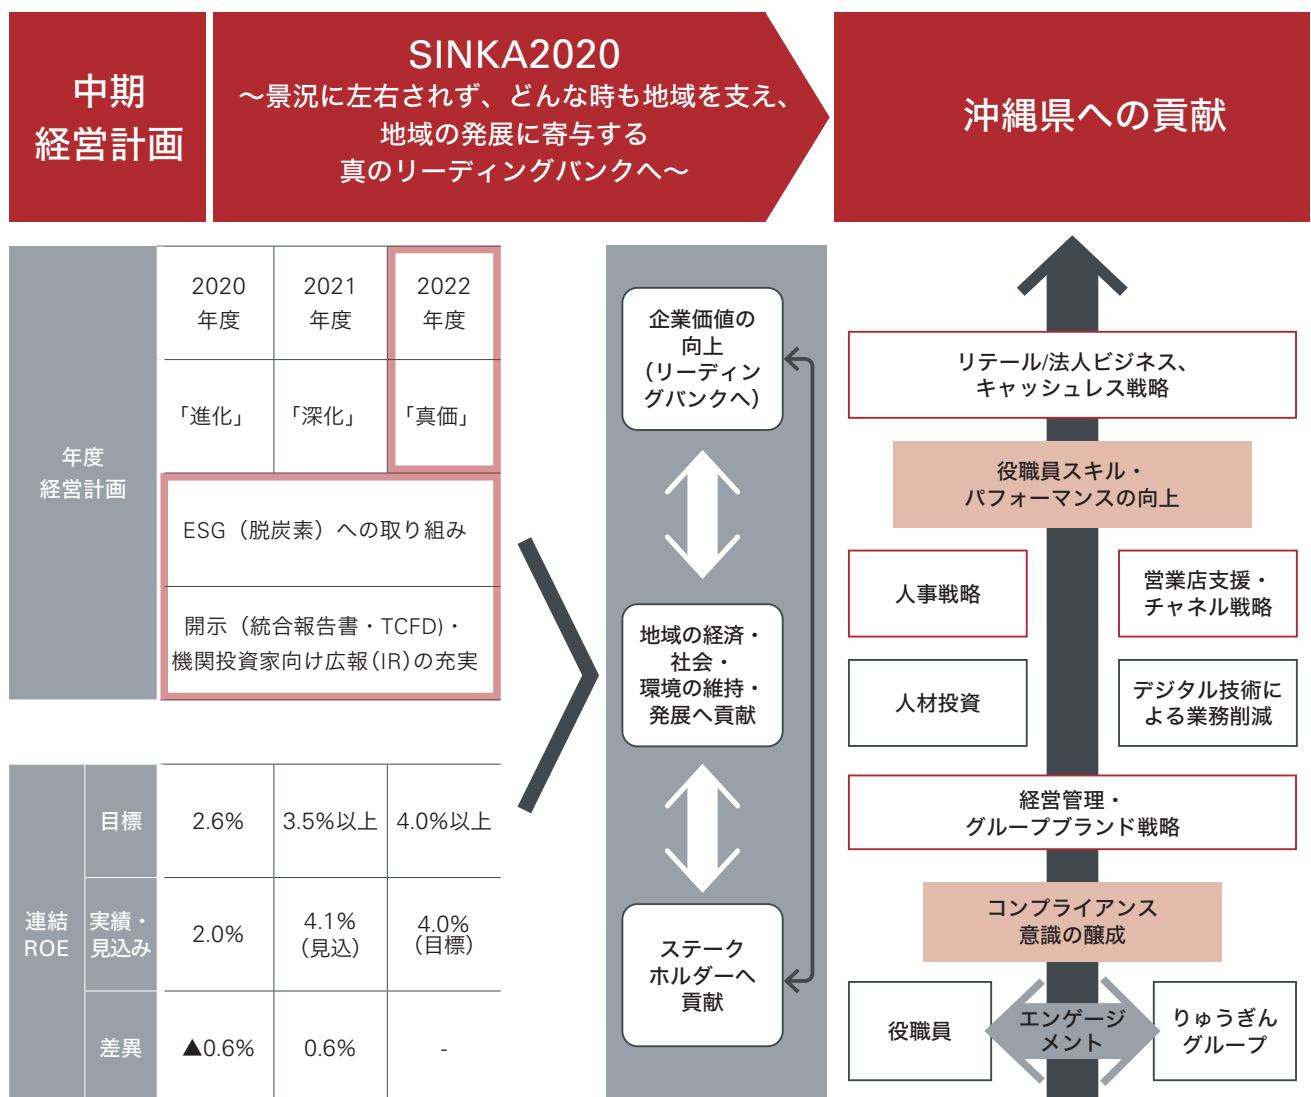 中期
経営計画
SINKA2020
〜景況に左右されず、どんな時も地域を支え、
地域の発展に寄与する
真のリーディングバンクへ〜
沖縄県への貢献
年度
経営計画
2020
年度
2021
年度
2022
年度
「進化」
「深化」
「真価」
ESG（脱炭素）への取り組み
開示（統合報告書・TCFD)・
機関投資家向け広報(IR)の充実
連結
ROE
目標
2.6%
3.5%以上
4.0%以上
実績・
見込み
2.0%
4.1%
(見込)
4.0%
(目標)
差異
▲0.6%
0.6%
-
企業価値の
向上
(リーディン
グバンクへ)
地域の経済・
社会・
環境の維持・
発展へ貢献
ステーク
ホルダーへ
貢献
リテール/法人ビジネス、
キャッシュレス戦略
役職員スキル・
パフォーマンスの向上
人事戦略
営業店支援・
チャネル戦略
人材投資
デジタル技術に
よる業務削減
経営管理・
グループブランド戦略
コンプライアンス
意識の醸成
役職員
エンゲージ
メント
りゅうぎん
グループ